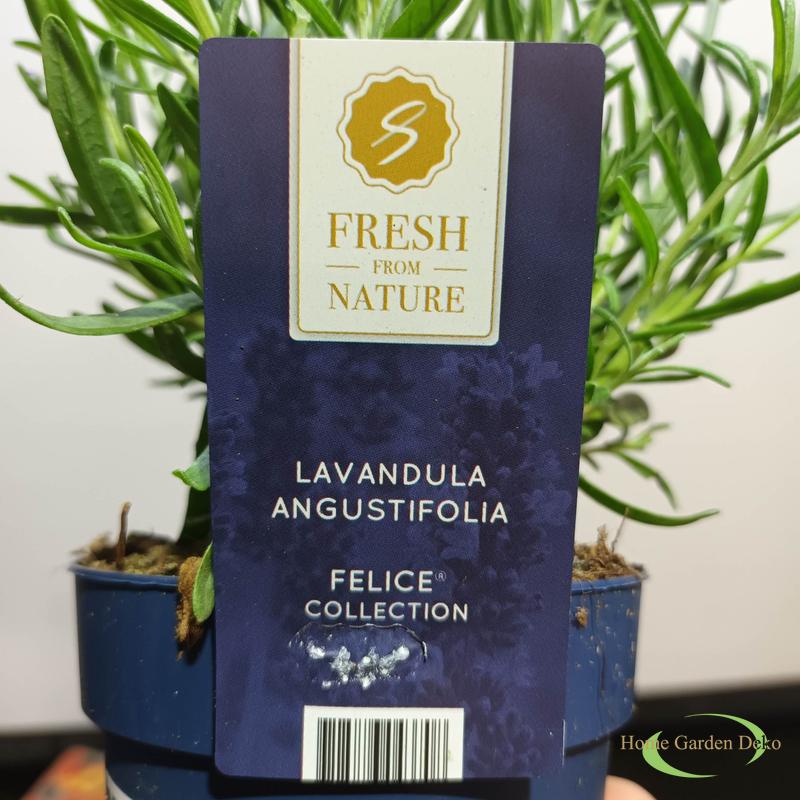 FRESH
FROM
NATURE
LAVANDULA
ANGUSTIFOLIA
FELICE®
COLLECTION
Home Garden Deko